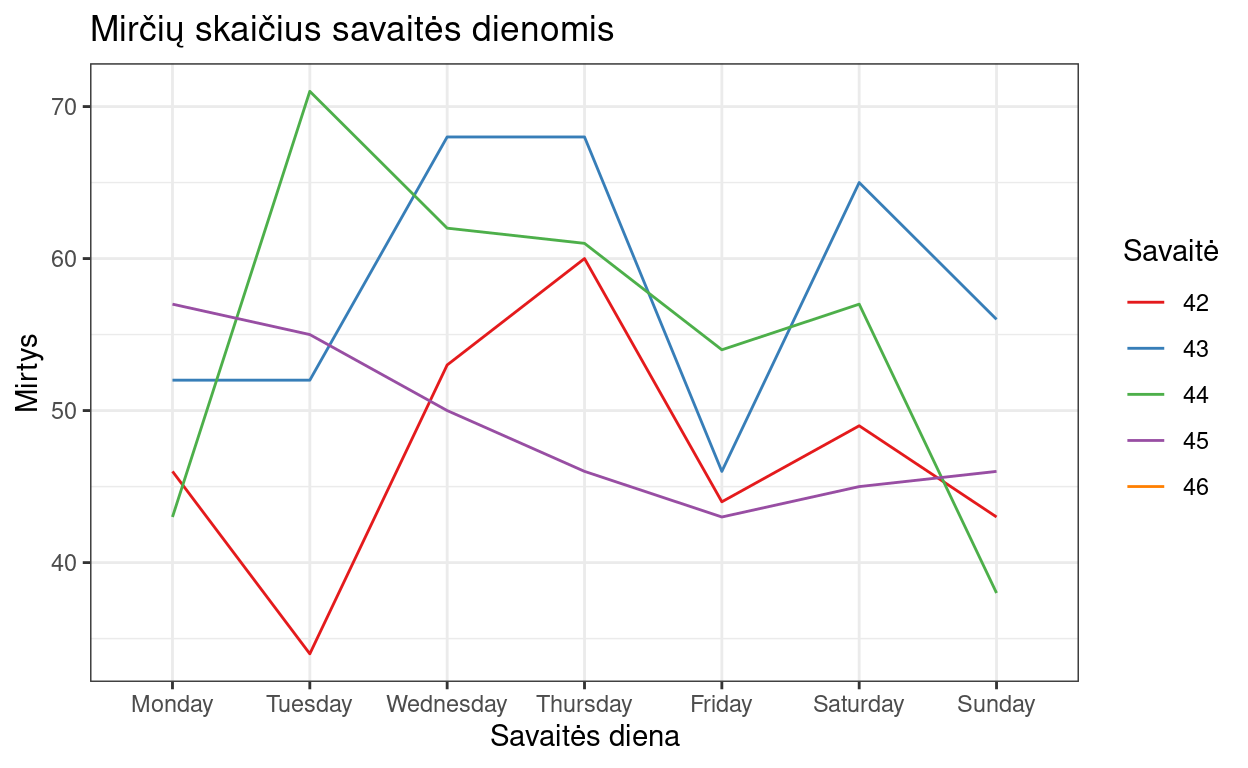 Mirčių skaičius savaitės dienomis
70
60
50
40
Mirtys
Monday Tuesday Wednesday Thursday Friday Saturday Sunday
Savaitės diena
Savaitė
42
43
44
45
46